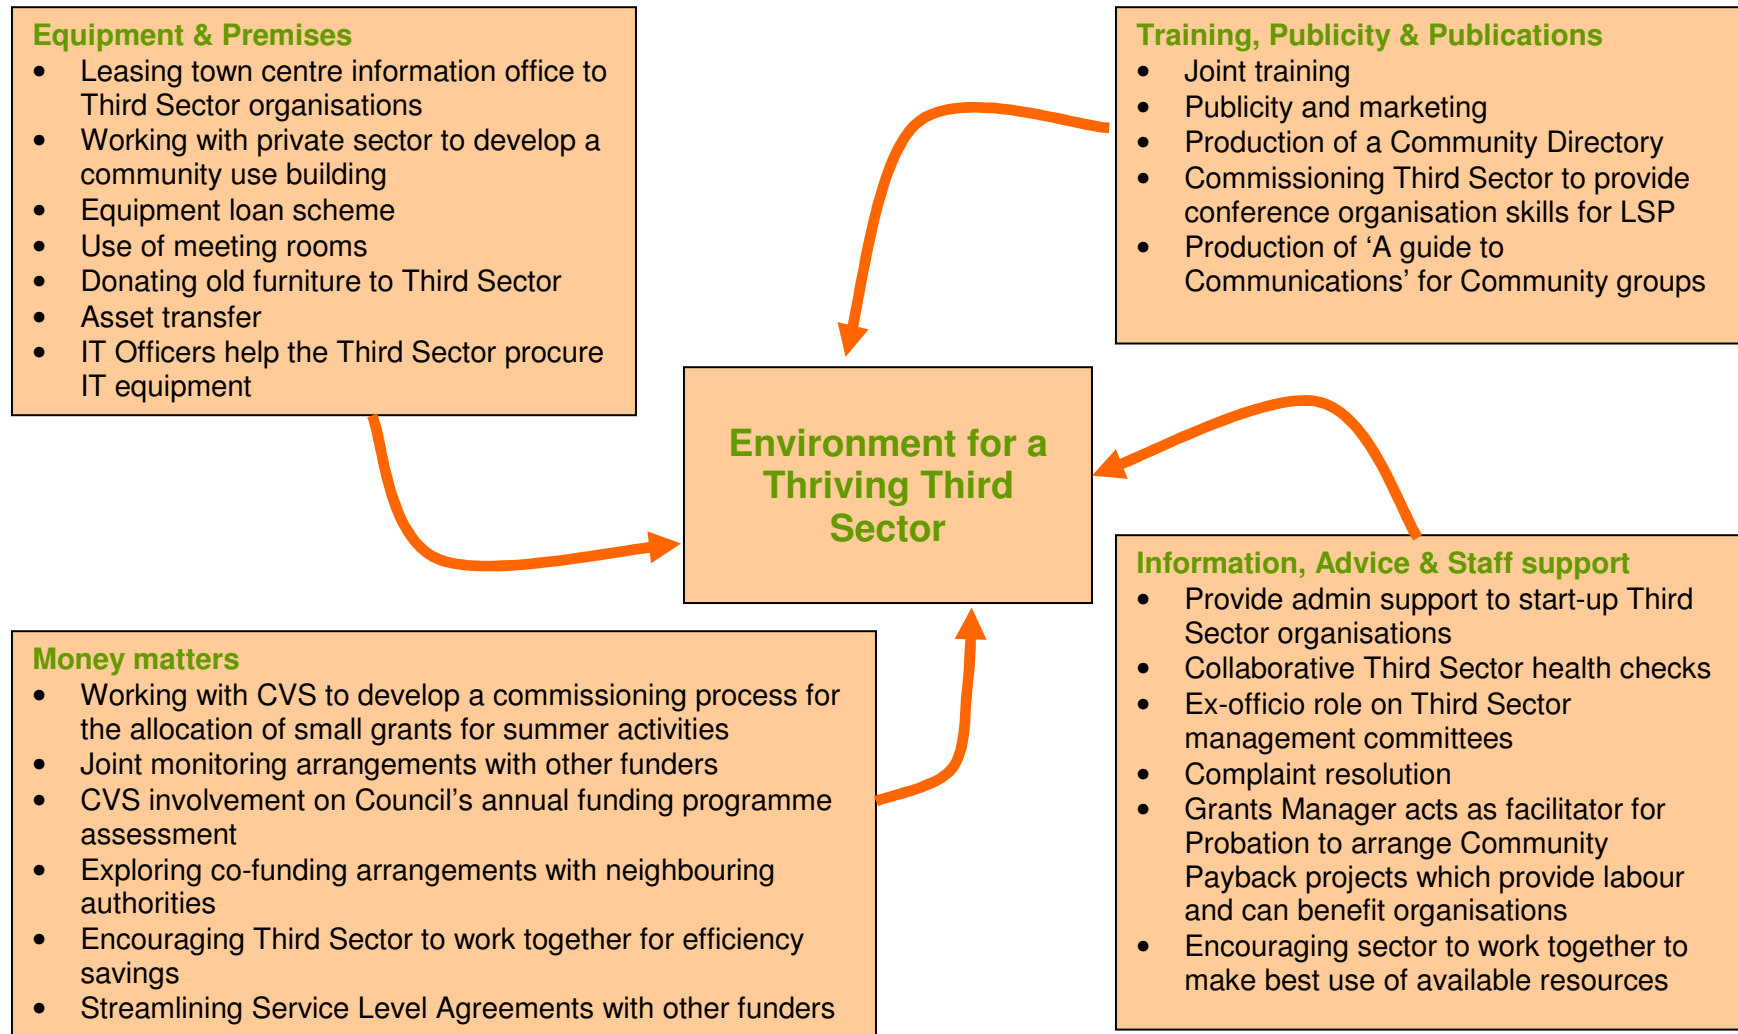 Equipment & Premises
• Leasing town centre information office to
Third Sector organisations
• Working with private sector to develop a
community use building
• Equipment loan scheme
• Use of meeting rooms
• Donating old furniture to Third Sector
• Asset transfer
• IT Officers help the Third Sector procure
IT equipment
Training, Publicity & Publications
• Joint training
• Publicity and marketing
• Production of a Community Directory
• Commissioning Third Sector to provide
conference organisation skills for LSP
• Production of ‘A guide to
Communications’ for Community groups
Environment for a
Thriving Third
Sector
Money matters
• Working with CVS to develop a commissioning process for
the allocation of small grants for summer activities
• Joint monitoring arrangements with other funders
• CVS involvement on Council’s annual funding programme
assessment
• Exploring co-funding arrangements with neighbouring
authorities
• Encouraging Third Sector to work together for efficiency
savings
• Streamlining Service Level Agreements with other funders
Information, Advice & Staff support
• Provide admin support to start-up Third
Sector organisations
• Collaborative Third Sector health checks
• Ex-officio role on Third Sector
management committees
• Complaint resolution
• Grants Manager acts as facilitator for
Probation to arrange Community
Payback projects which provide labour
and can benefit organisations
• Encouraging sector to work together to
make best use of available resources